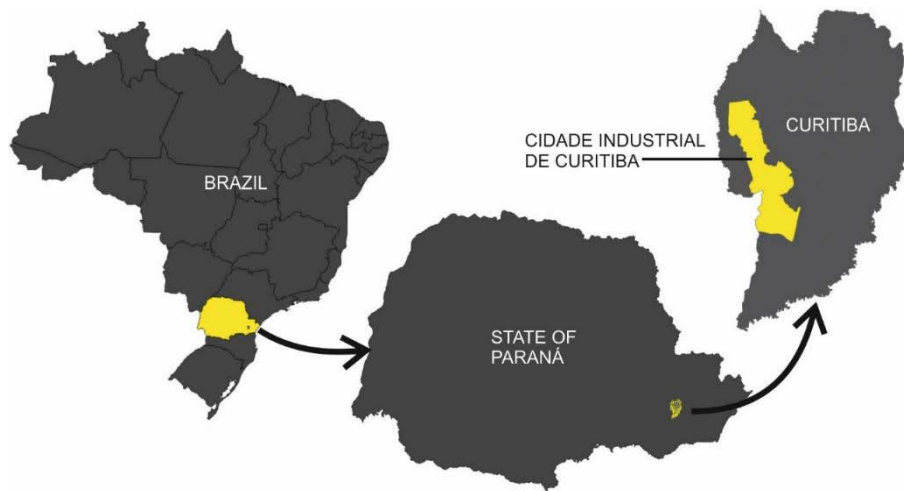 BRAZIL
STATE OF
PARANÁ
CIDADE INDUSTRIAL
DE CURITIBA
CURITIBA